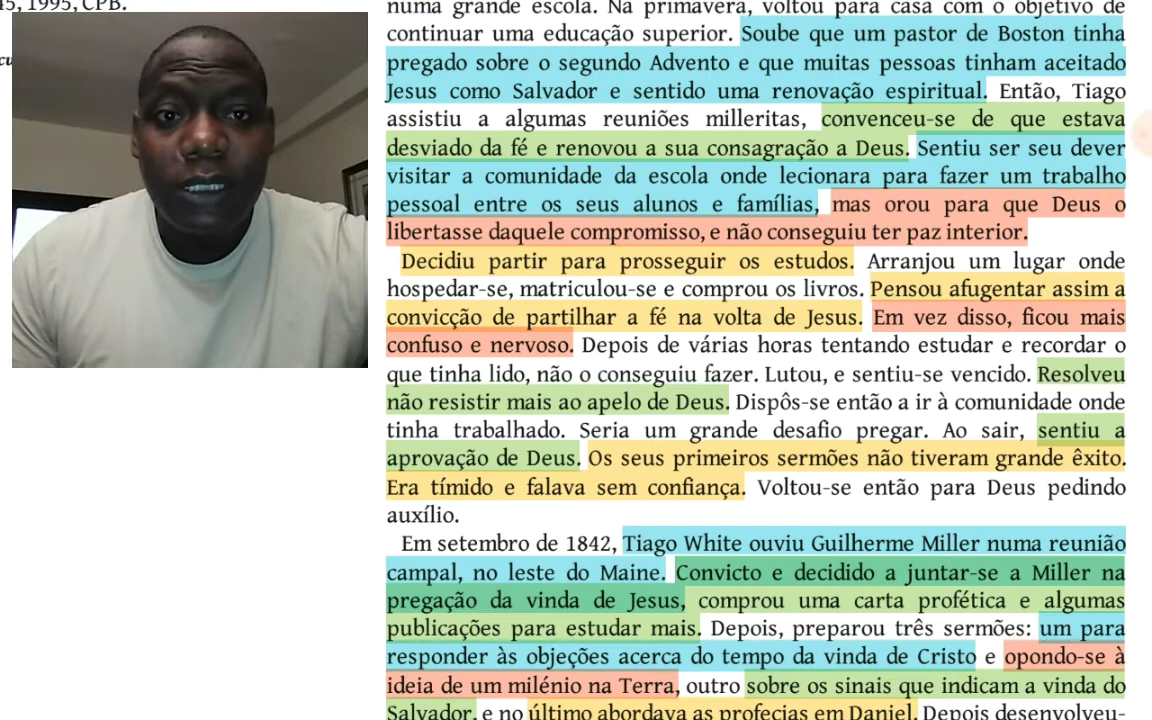 45, 1995, CPB.
cu
numa grande escola. Na primavera, voltou para casa com o objetivo de
continuar uma educação superior. Soube que um pastor de Boston tinha
pregado sobre o segundo Advento e que muitas pessoas tinham aceitado
Jesus como Salvador e sentido uma renovação espiritual. Então, Tiago
assistiu a algumas reuniões milleritas, convenceu-se de que estava
desviado da fé e renovou a sua consagração a Deus. Sentiu ser seu dever
visitar a comunidade da escola onde lecionara para fazer um trabalho
pessoal entre os seus alunos e famílias, mas orou para que Deus o
libertasse daquele compromisso, e não conseguiu ter paz interior.
Decidiu partir para prosseguir os estudos. Arranjou um lugar onde
hospedar-se, matriculou-se e comprou os livros. Pensou afugentar assim a
convicção de partilhar a fé na volta de Jesus. Em vez disso, ficou mais
confuso e nervoso. Depois de várias horas tentando estudar e recordar o
que tinha lido, não o conseguiu fazer. Lutou, e sentiu-se vencido. Resolveu
não resistir mais ao apelo de Deus. Dispôs-se então a ir à comunidade onde
tinha trabalhado. Seria um grande desafio pregar. Ao sair, sentiu a
aprovação de Deus. Os seus primeiros sermões não tiveram grande êxito.
Era tímido e falava sem confiança. Voltou-se então para Deus pedindo
auxílio.
Em setembro de 1842, Tiago White ouviu Guilherme Miller numa reunião
campal, no leste do Maine. Convicto e decidido a juntar-se a Miller na
pregação da vinda de Jesus, comprou uma carta profética e algumas
publicações para estudar mais. Depois, preparou três sermões: um para
responder às objeções acerca do tempo da vinda de Cristo e opondo-se à
ideia de um milénio na Terra, outro sobre os sinais que indicam a vinda do
Salvador, e no último abordava as profecias em Daniel. Depois desenvolveu-